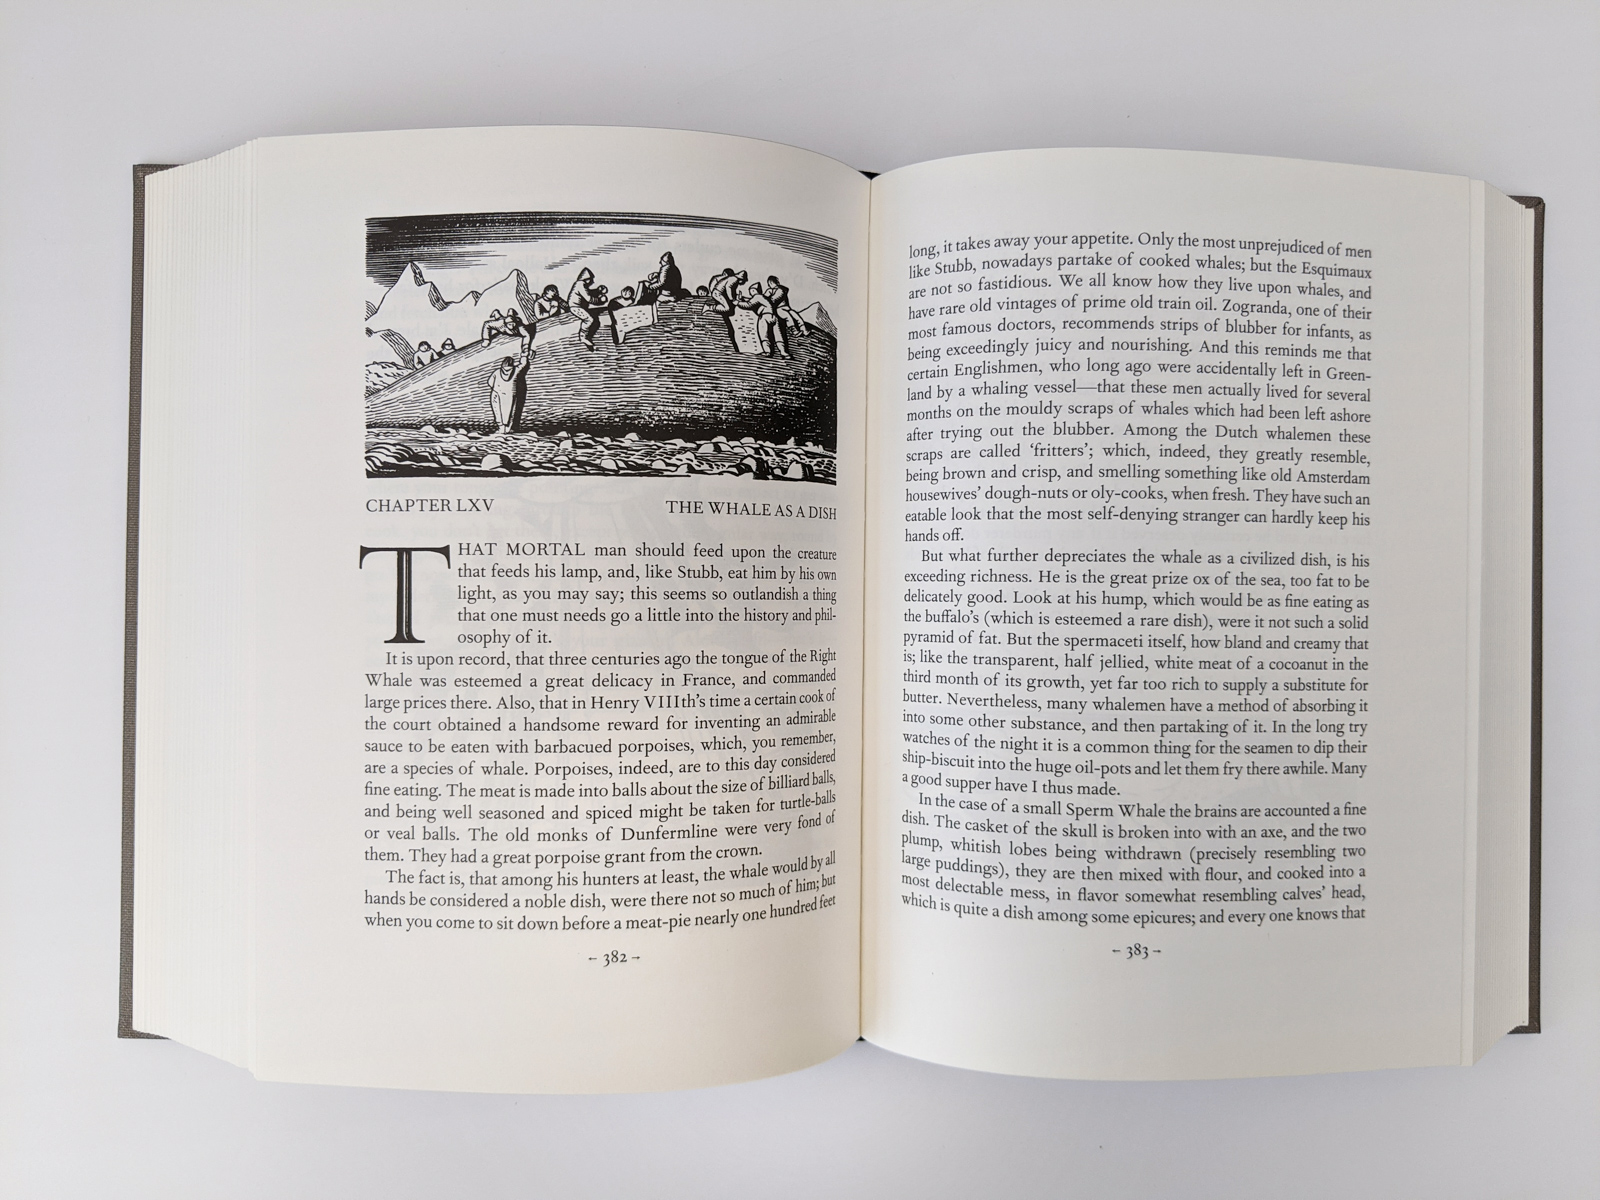 CHAPTER LXV THE WHALE AS A DISH
THAT MORTAL man should feed upon the creature
that feeds his lamp, and, like Stubb, eat him by his own
light, as you may say; this seems so outlandish a thing
that one must needs go a little into the history and phil-
osophy of it.
It is upon record, that three centuries ago the tongue of the Right
Whale was esteemed a great delicacy in France, and commanded
large prices there. Also, that in Henry VIIIth's time a certain cook of
the court obtained a handsome reward for inventing an admirable
sauce to be eaten with barbacued porpoises, which, you remember,
are a species of whale. Porpoises, indeed, are to this day considered
fine eating. The meat is made into balls about the size of billiard balls,
and being well seasoned and spiced might be taken for turtle-balls
or veal balls. The old monks of Dunfermline were very fond of
them. They had a great porpoise grant from the crown.
The fact is, that among his hunters at least, the whale would by all
hands be considered a noble dish, were there not so much of him; but
when you come to sit down before a meat-pie nearly one hundred feet
- 382 -
long, it takes away your appetite. Only the most unprejudiced of men
like Stubb, nowadays partake of cooked whales; but the Esquimaux
are not so fastidious. We all know how they live upon whales, and
have rare old vintages of prime old train oil. Zogranda, one of their
most famous doctors, recommends strips of blubber for infants, as
being exceedingly juicy and nourishing. And this reminds me that
certain Englishmen, who long ago were accidentally left in Green-
land by a whaling vessel—that these men actually lived for several
months on the mouldy scraps of whales which had been left ashore
after trying out the blubber. Among the Dutch whalemen these
scraps are called 'fritters'; which, indeed, they greatly resemble,
being brown and crisp, and smelling something like old Amsterdam
housewives' dough-nuts or oly-cooks, when fresh. They have such an
eatable look that the most self-denying stranger can hardly keep his
hands off.
But what further depreciates the whale as a civilized dish, is his
exceeding richness. He is the great prize ox of the sea, too fat to be
delicately good. Look at his hump, which would be as fine eating as
the buffalo's (which is esteemed a rare dish), were it not such a solid
pyramid of fat. But the spermaceti itself, how bland and creamy that
is; like the transparent, half jellied, white meat of a cocoanut in the
third month of its growth, yet far too rich to supply a substitute for
butter. Nevertheless, many whalemen have a method of absorbing it
into some other substance, and then partaking of it. In the long try
watches of the night it is a common thing for the seamen to dip their
ship-biscuit into the huge oil-pots and let them fry there awhile. Many
a good supper have I thus made.
In the case of a small Sperm Whale the brains are accounted a fine
dish. The casket of the skull is broken into with an axe, and the two
plump, whitish lobes being withdrawn (precisely resembling two
large puddings), they are then mixed with flour, and cooked into a
most delectable mess, in flavor somewhat resembling calves' head,
which is quite a dish among some epicures; and every one knows that
- 383 -